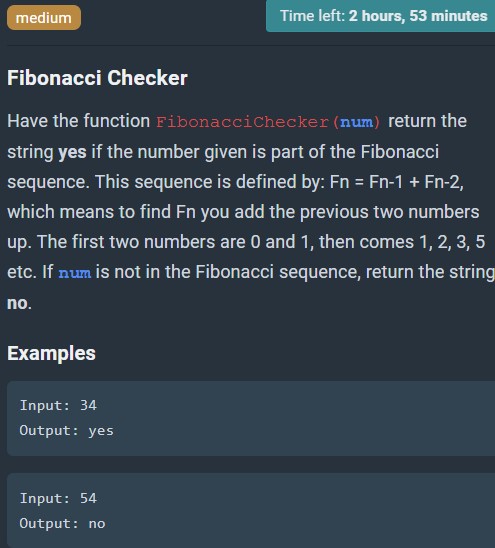 medium
Time left: 2 hours, 53 minutes
Fibonacci Checker
Have the function FibonacciChecker(num) return the
string yes if the number given is part of the Fibonacci
sequence. This sequence is defined by: Fn = Fn-1 + Fn-2,
which means to find Fn you add the previous two numbers
up. The first two numbers are 0 and 1, then comes 1, 2, 3, 5
etc. If num is not in the Fibonacci sequence, return the string
no.
Examples
Input: 34
Output: yes
Input: 54
Output: no